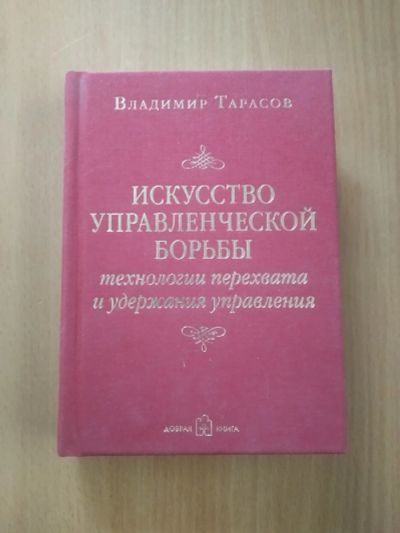 Владимир Тарасов
ИСКУССТВО
УПРАВЛЕНЧЕСКОЙ
БОРЬБЫ
технологии перехвата
и удержания управления
ДОБРАЯ КНИГА